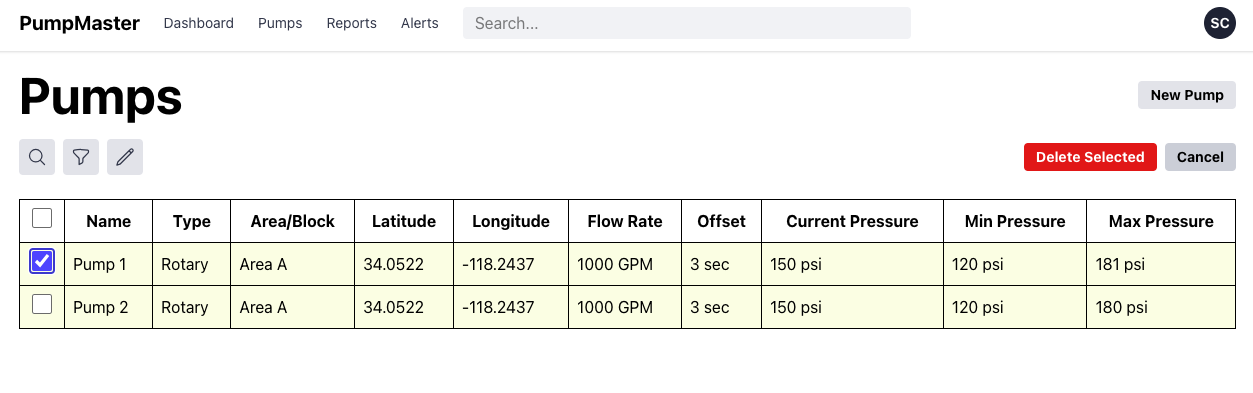 PumpMaster Dashboard Pumps Reports Alerts Search... SC
Pumps New Pump
Delete Selected Cancel
Name Type Area/Block Latitude Longitude Flow Rate Offset Current Pressure Min Pressure Max Pressure
Pump 1 Rotary Area A 34.0522 -118.2437 1000 GPM 3 sec 150 psi 120 psi 181 psi
Pump 2 Rotary Area A 34.0522 -118.2437 1000 GPM 3 sec 150 psi 120 psi 180 psi